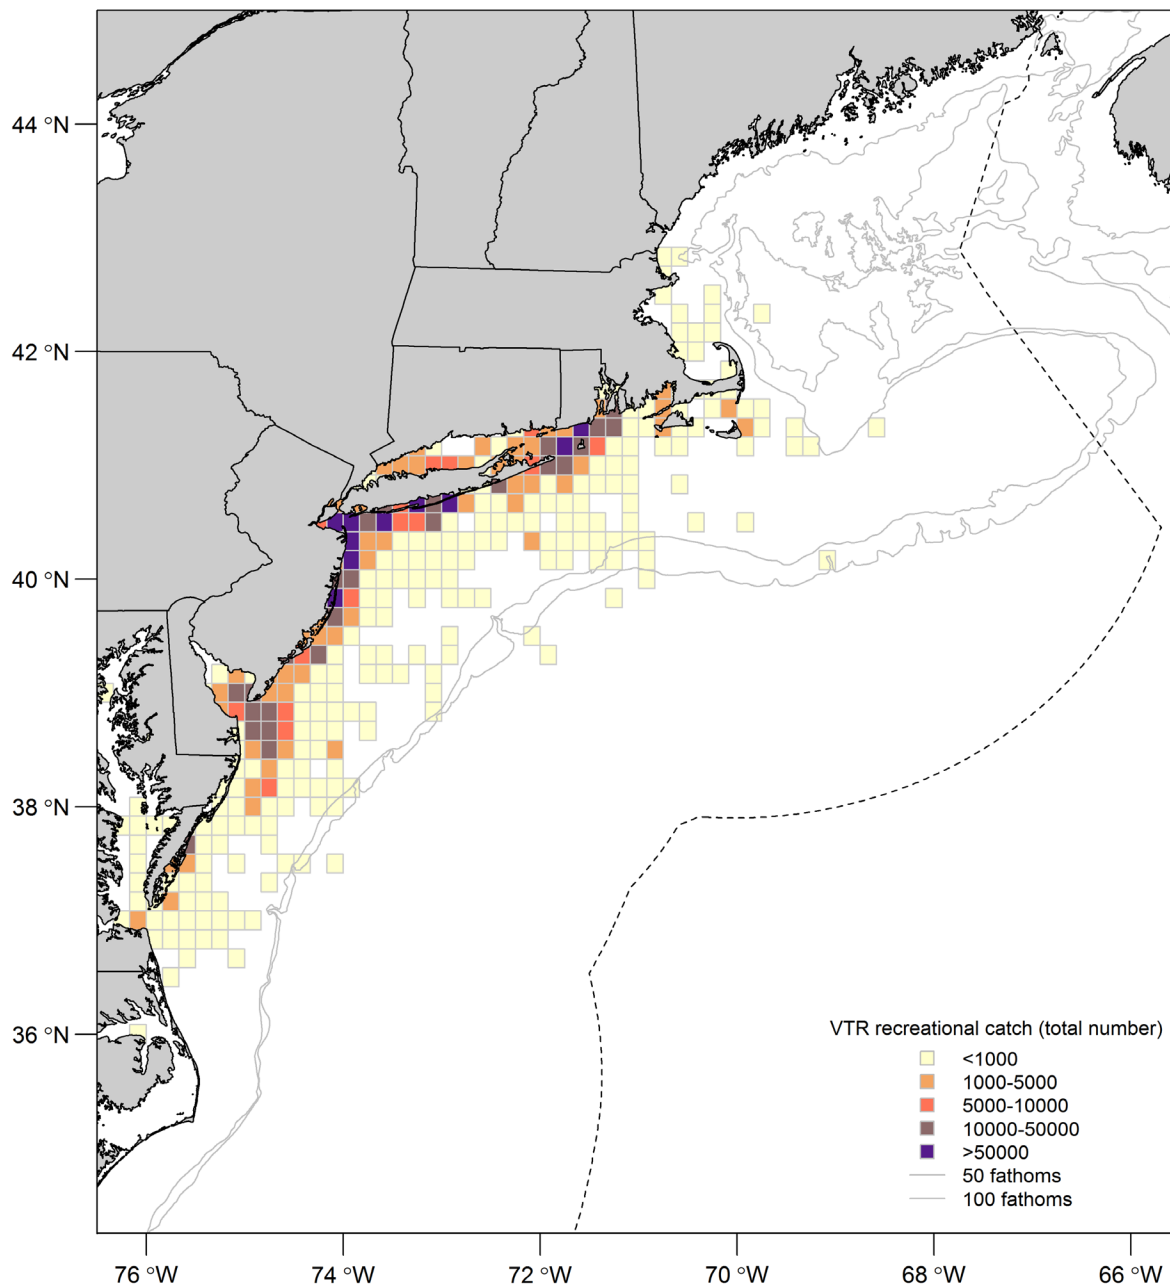 44 °N
42 °N
40 °N
38 °N
36 °N
VTR recreational catch (total number)
<1000
1000-5000
5000-10000
10000-50000
>50000
50 fathoms
100 fathoms
76 °W
74 °W
72 °W
70 °W
68 °W
66 °W